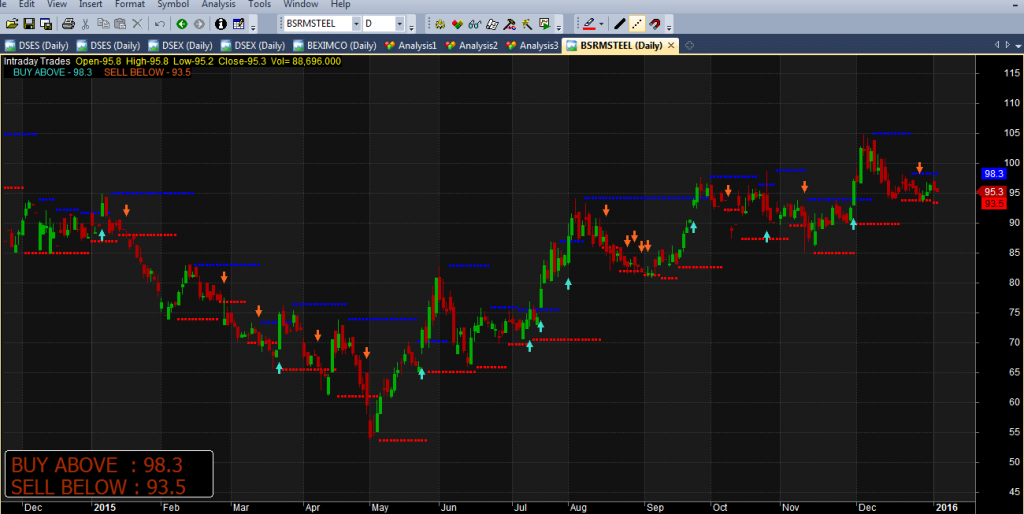 Edit View Insert Format Symbol Analysis Tools Window Help
BSRMSTEEL D
DSES (Daily) DSES (Daily) DSEX (Daily) DSEX (Daily) BEXIMCO (Daily) Analysis1 Analysis2 Analysis3 BSRMSTEEL (Daily)
Intraday Trades Open-95.8 High-95.8 Low-95.2 Close-95.3 Vol= 88,696.000
BUY ABOVE - 98.3 SELL BELOW - 93.5
115
110
105
100
98.3
95
95.3
93.5
90
85
80
75
70
65
60
55
50
45
BUY ABOVE : 98.3
SELL BELOW : 93.5
Dec 2015 Feb Mar Apr May Jun Jul Aug Sep Oct Nov Dec 2016